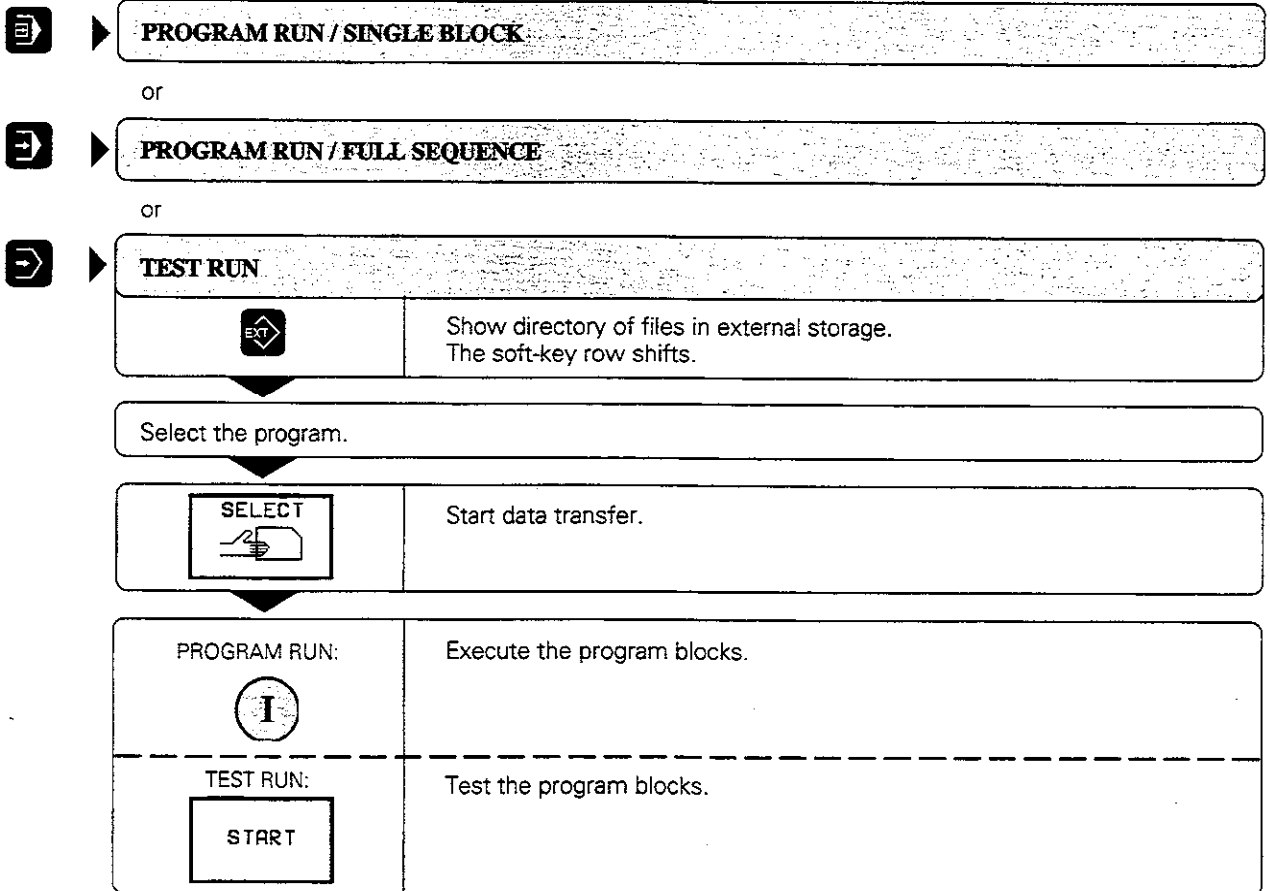 PROGRAM RUN / SINGLE BLOCK
or
PROGRAM RUN / FULL SEQUENCE
or
TEST RUN
EXT
Show directory of files in external storage.
The soft-key row shifts.
Select the program.
SELECT
Start data transfer.
PROGRAM RUN:
Execute the program blocks.
I
TEST RUN:
Test the program blocks.
START